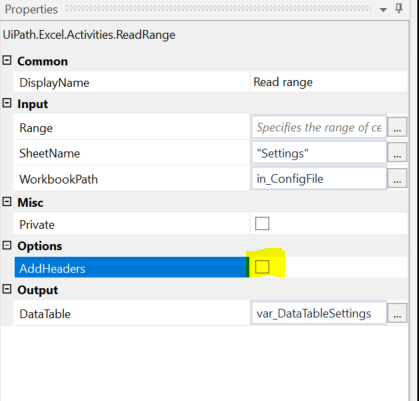 Properties
UiPath.Excel.Activities.ReadRange
Common
DisplayName Read range
Input
Range Specifies the range of ce ...
SheetName "Settings" ...
WorkbookPath in_ConfigFile ...
Misc
Private
Options
AddHeaders
Output
DataTable var_DataTableSettings ...